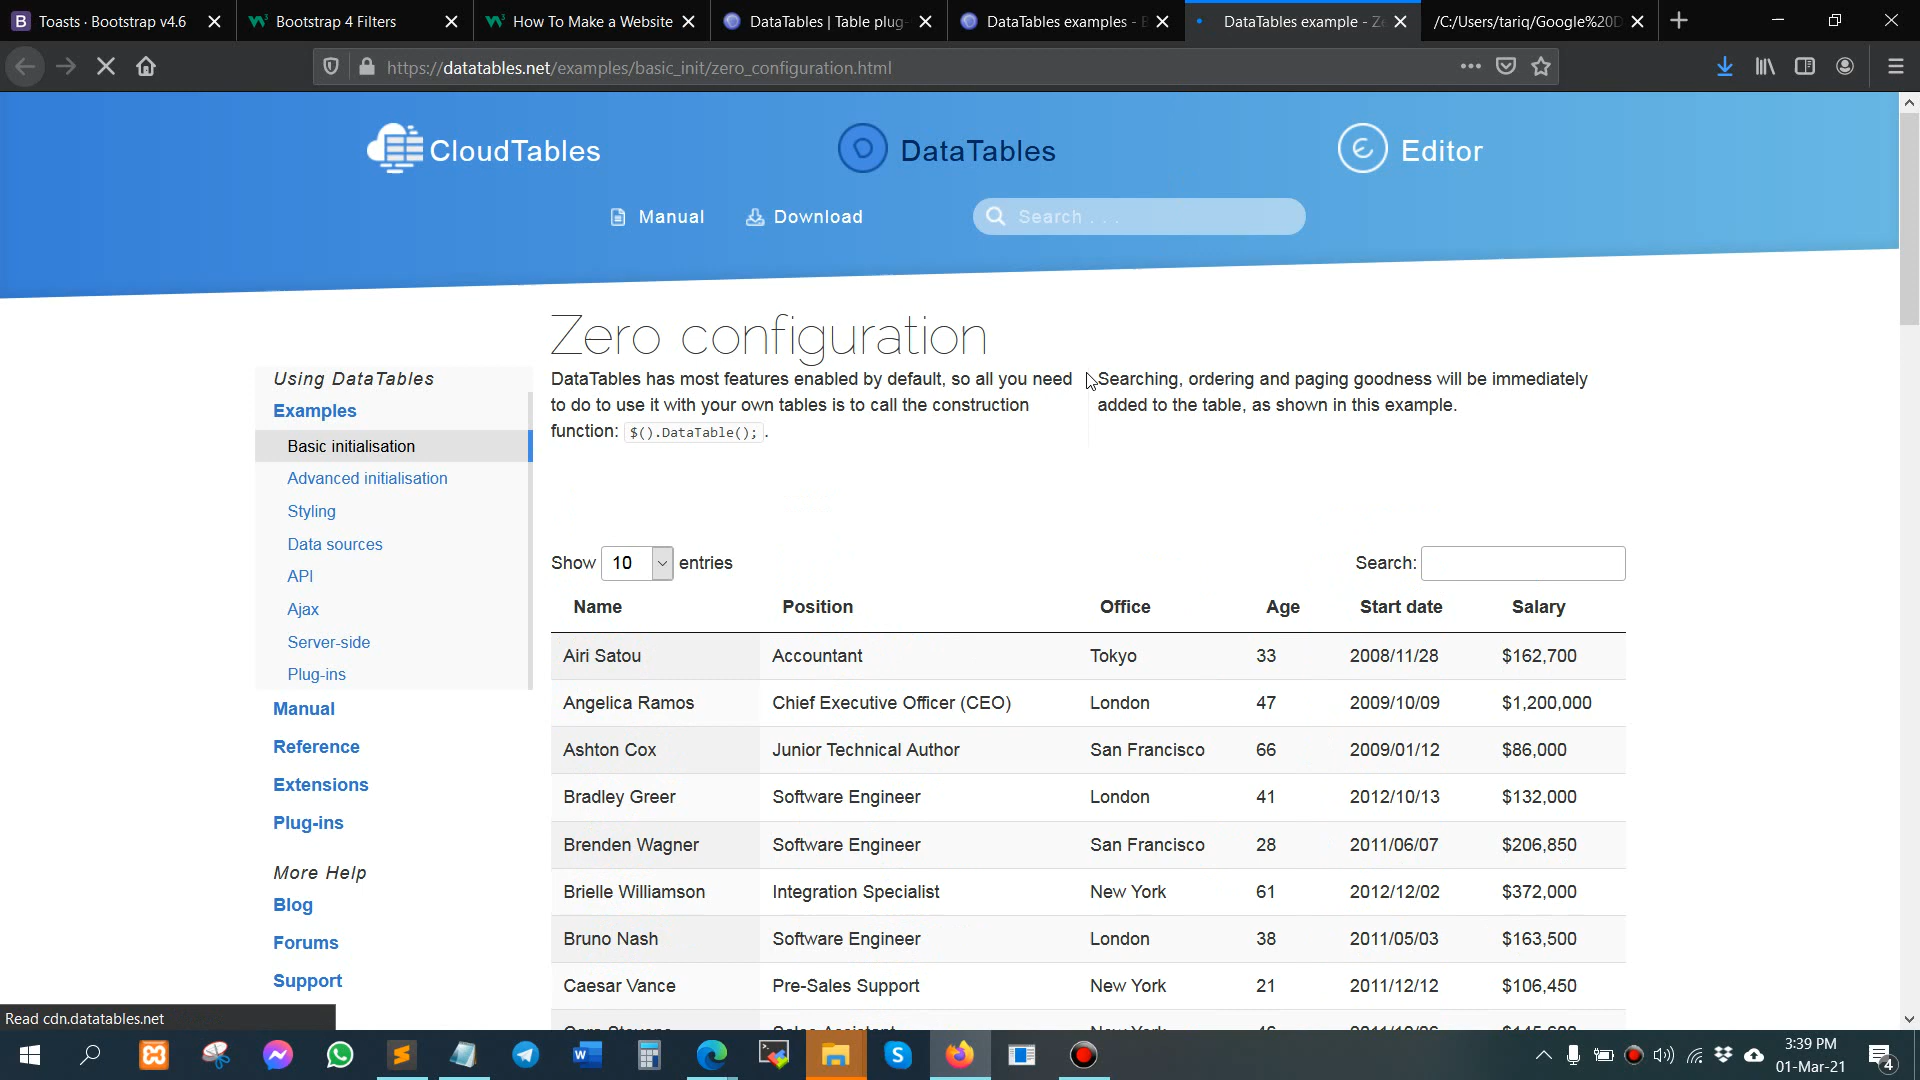 Toasts · Bootstrap v4.6
Bootstrap 4 Filters
How To Make a Website
DataTables | Table plug-
DataTables examples - B
DataTables example - Ze
/C:/Users/tariq/Google%20D
https://datatables.net/examples/basic_init/zero_configuration.html
CloudTables
DataTables
Editor
Manual
Download
Search . . .
Zero configuration
DataTables has most features enabled by default, so all you need
to do to use it with your own tables is to call the construction
function: $().DataTable(); .
Searching, ordering and paging goodness will be immediately
added to the table, as shown in this example.
Using DataTables
Examples
Basic initialisation
Advanced initialisation
Styling
Data sources
API
Ajax
Server-side
Plug-ins
Manual
Reference
Extensions
Plug-ins
More Help
Blog
Forums
Support
Show 10 entries
Search:
Name Position Office Age Start date Salary
Airi Satou Accountant Tokyo 33 2008/11/28 $162,700
Angelica Ramos Chief Executive Officer (CEO) London 47 2009/10/09 $1,200,000
Ashton Cox Junior Technical Author San Francisco 66 2009/01/12 $86,000
Bradley Greer Software Engineer London 41 2012/10/13 $132,000
Brenden Wagner Software Engineer San Francisco 28 2011/06/07 $206,850
Brielle Williamson Integration Specialist New York 61 2012/12/02 $372,000
Bruno Nash Software Engineer London 38 2011/05/03 $163,500
Caesar Vance Pre-Sales Support New York 21 2011/12/12 $106,450
Read cdn.datatables.net
3:39 PM
01-Mar-21
4